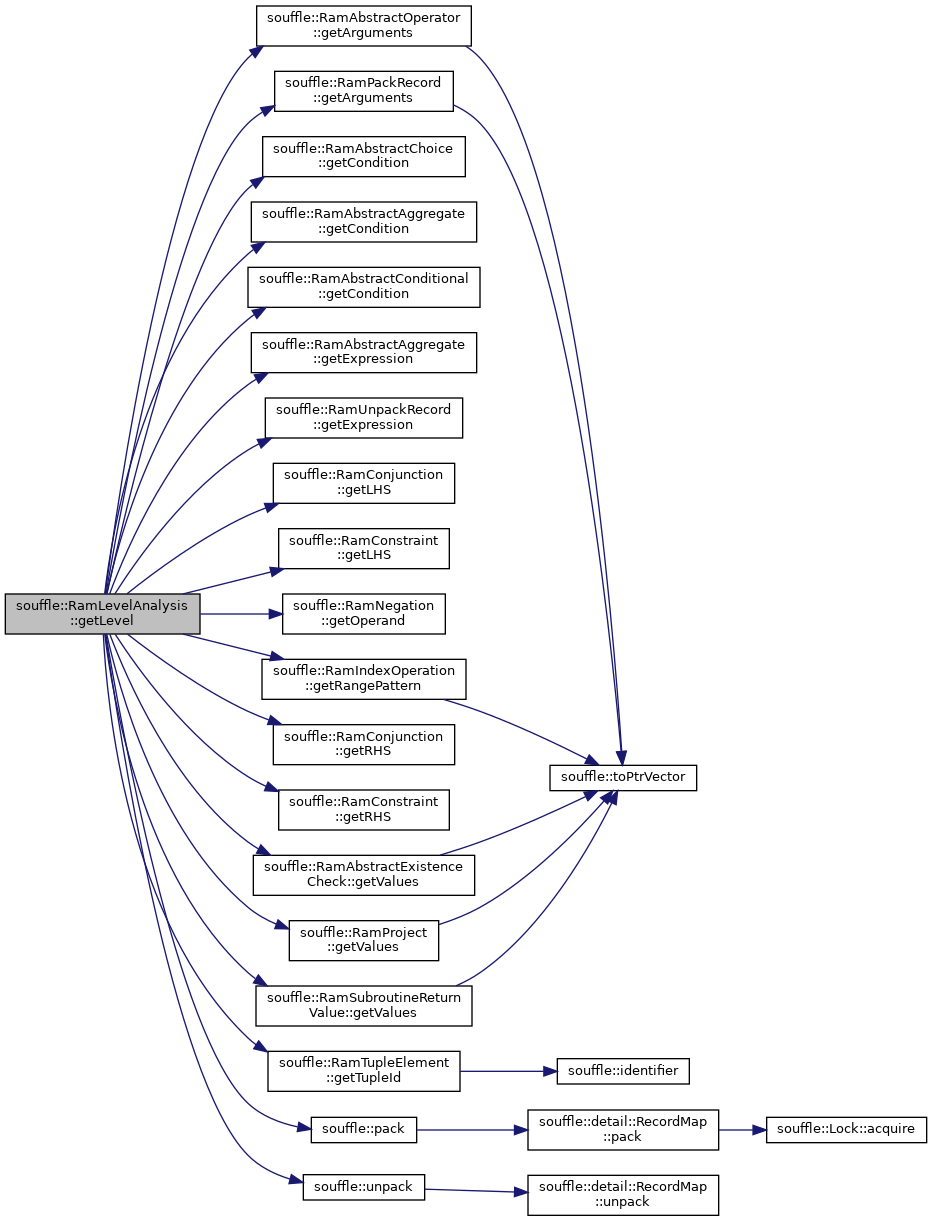 souffle::RamAbstractOperator
::getArguments
souffle::RamPackRecord
::getArguments
souffle::RamAbstractChoice
::getCondition
souffle::RamAbstractAggregate
::getCondition
souffle::RamAbstractConditional
::getCondition
souffle::RamAbstractAggregate
::getExpression
souffle::RamUnpackRecord
::getExpression
souffle::RamConjunction
::getLHS
souffle::RamConstraint
::getLHS
souffle::RamLevelAnalysis
::getLevel
souffle::RamNegation
::getOperand
souffle::RamIndexOperation
::getRangePattern
souffle::RamConjunction
::getRHS
souffle::toPtrVector
souffle::RamConstraint
::getRHS
souffle::RamAbstractExistence
Check::getValues
souffle::RamProject
::getValues
souffle::RamSubroutineReturn
Value::getValues
souffle::RamTupleElement
::getTupleId
souffle::identifier
souffle::pack
souffle::detail::RecordMap
::pack
souffle::Lock::acquire
souffle::unpack
souffle::detail::RecordMap
::unpack